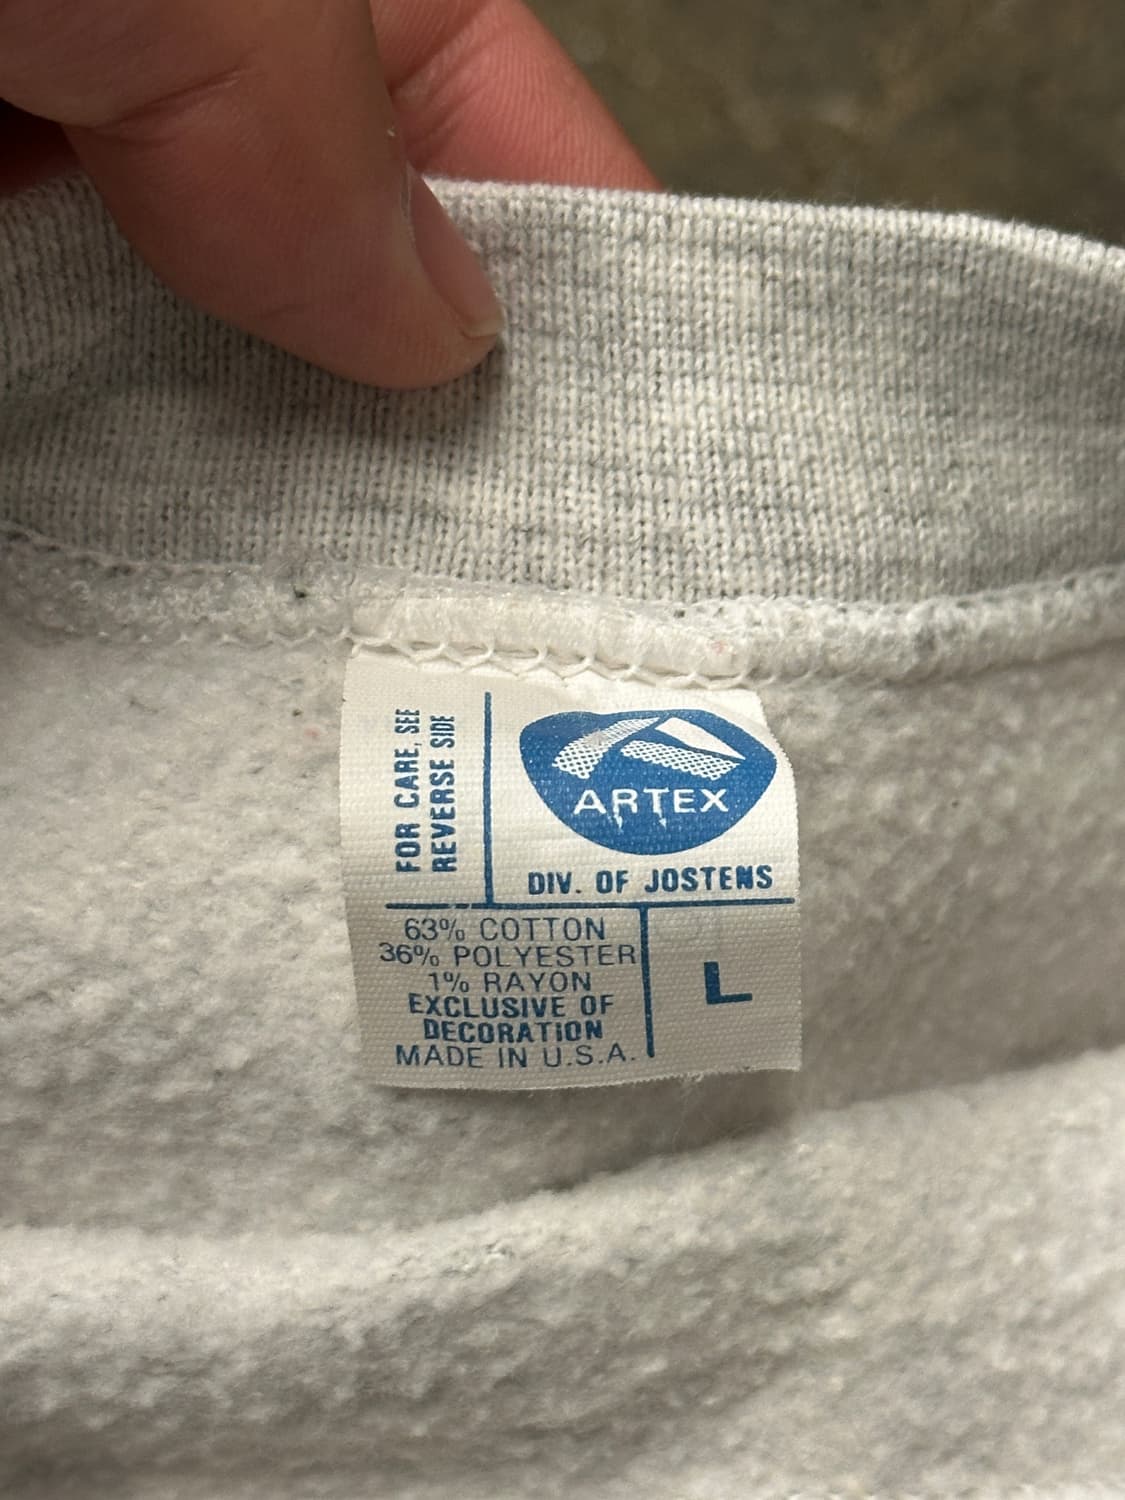 FOR CARE, SEE
REVERSE SIDE
ARTEX
DIV. OF JOSTENS
63% COTTON
36% POLYESTER
1% RAYON
EXCLUSIVE OF
DECORATION
MADE IN U.S.A.
L